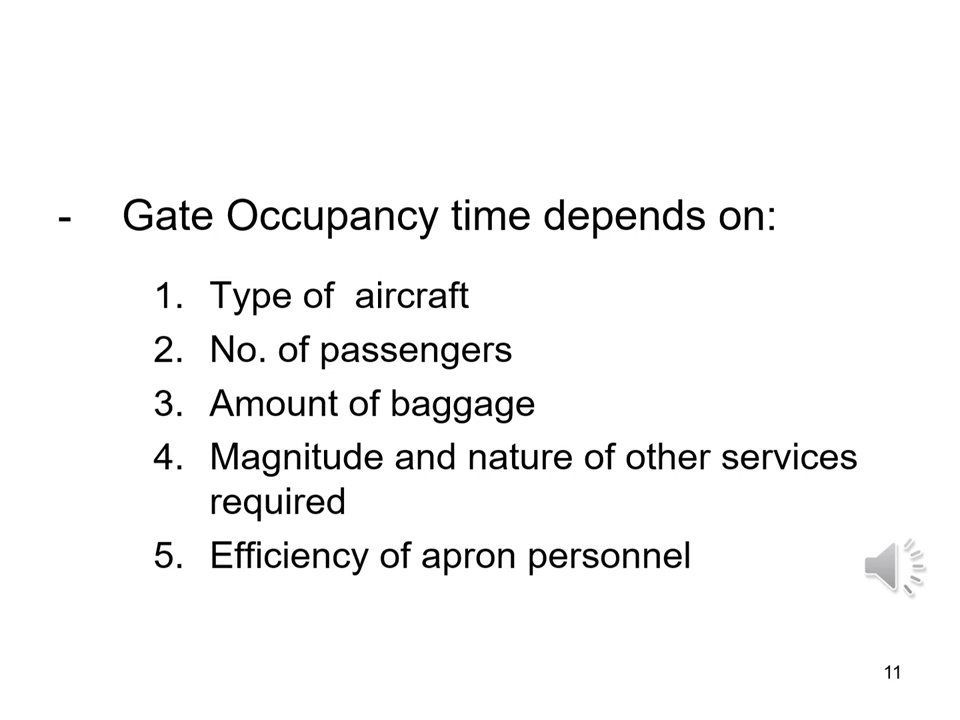 - Gate Occupancy time depends on:
1. Type of  aircraft
2. No. of passengers
3. Amount of baggage
4. Magnitude and nature of other services
required
5. Efficiency of apron personnel
11